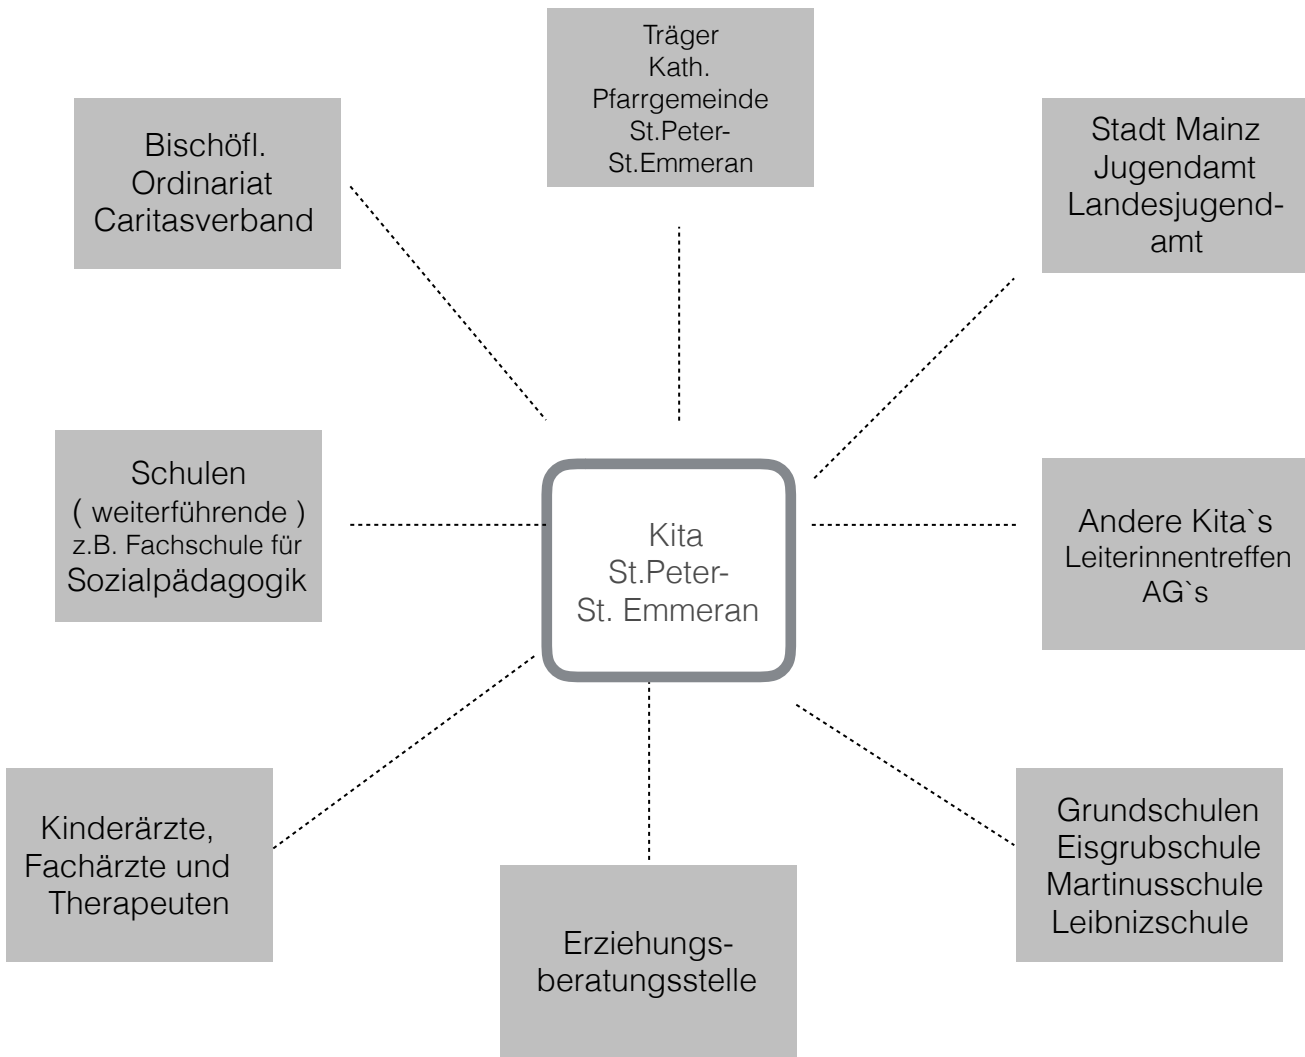 Träger
Kath.
Pfarrgemeinde
St.Peter-
St.Emmeran
Bischöfl.
Ordinariat
Caritasverband
Stadt Mainz
Jugendamt
Landesjugend-
amt
Schulen
( weiterführende )
z.B. Fachschule für
Sozialpädagogik
Kita
St.Peter-
St. Emmeran
Andere Kita`s
Leiterinnentreffen
AG`s
Kinderärzte,
Fachärzte und
Therapeuten
Erziehungs-
beratungsstelle
Grundschulen
Eisgrubschule
Martinusschule
Leibnizschule